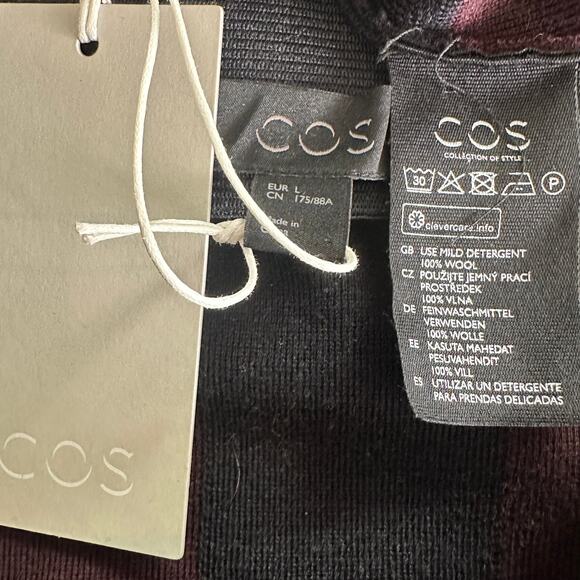 COS
COS
EUR L
CN 175/88A
Made in
COS
COLLECTION OF STYLE
30
P
clevercare.info
GB USE MILD DETERGENT
100% WOOL
CZ POUŽIJTE JEMNÝ PRACÍ
PROSTŘEDEK
100% VLNA
DE FEINWASCHMITTEL
VERWENDEN
100% WOLLE
EE KASUTA MAHEDAT
PESUVAHENDIT
100% VILL
ES UTILIZAR UN DETERGENTE
PARA PRENDAS DELICADAS
COS